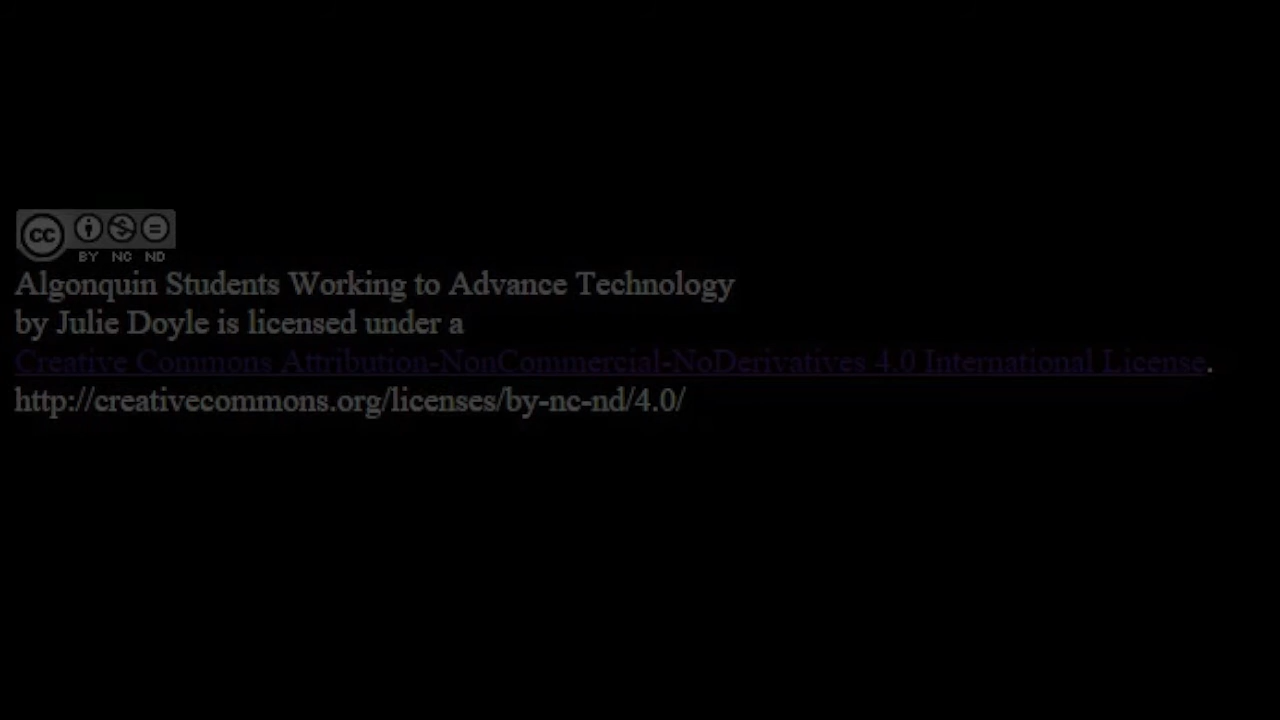 cc
BY NC ND
Algonquin Students Working to Advance Technology
by Julie Doyle is licensed under a
Creative Commons Attribution-NonCommercial-NoDerivatives 4.0 International License.
http://creativecommons.org/licenses/by-nc-nd/4.0/